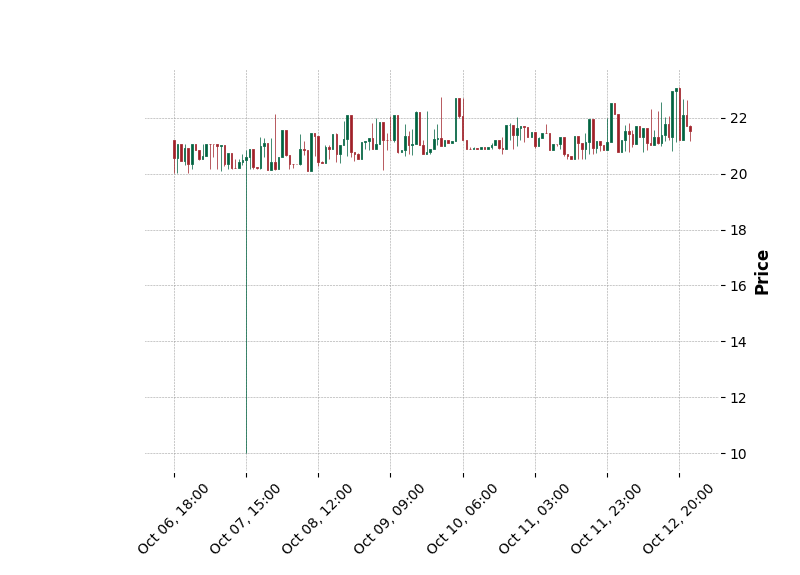 22
20
18
16
14
12
10
Price
Oct 06, 18:00
Oct 07, 15:00
Oct 08, 12:00
Oct 09, 09:00
Oct 10, 06:00
Oct 11, 03:00
Oct 11, 23:00
Oct 12, 20:00